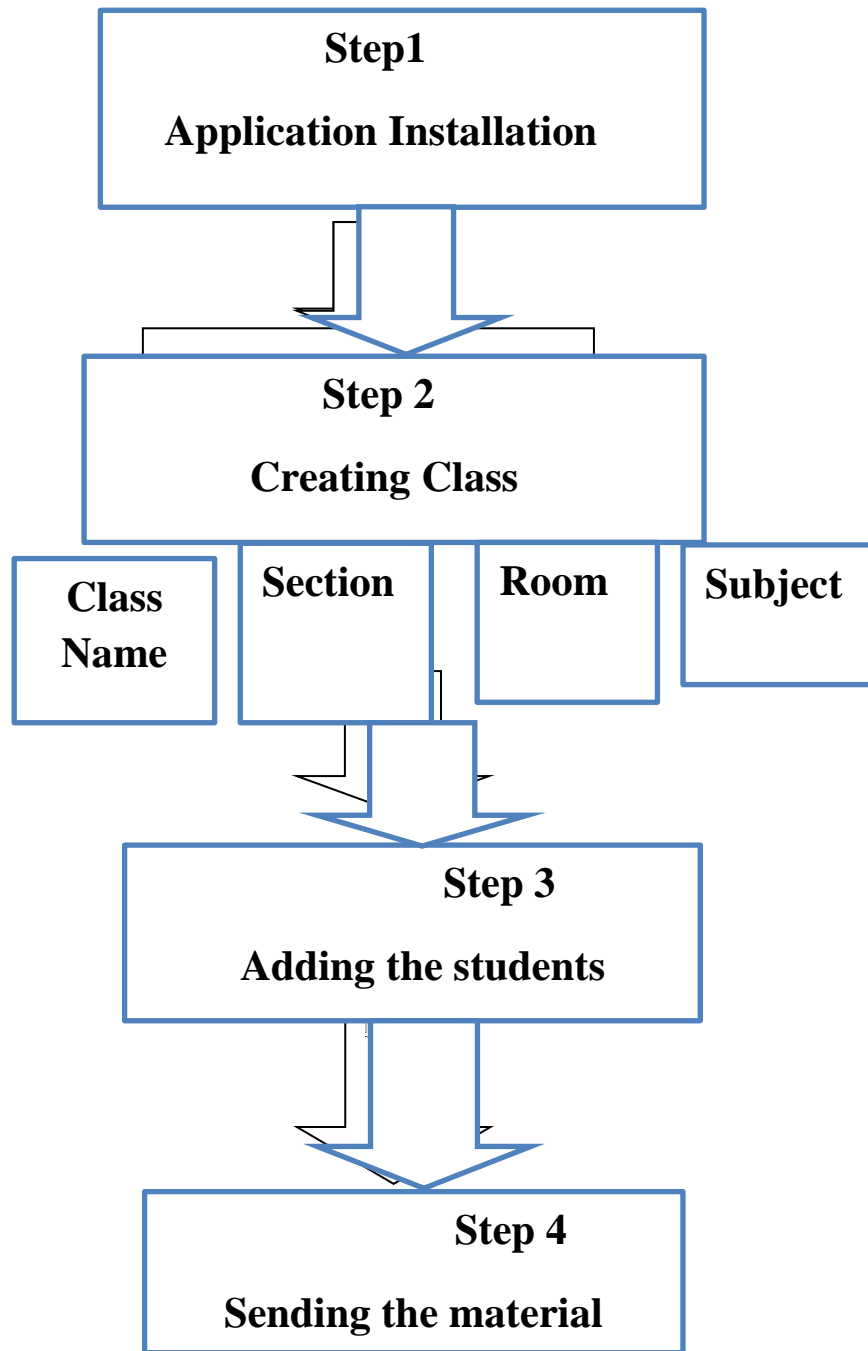 Step1
Application Installation
Step 2
Creating Class
Class
Name
Section
Room
Subject
Step 3
Adding the students
Step 4
Sending the material